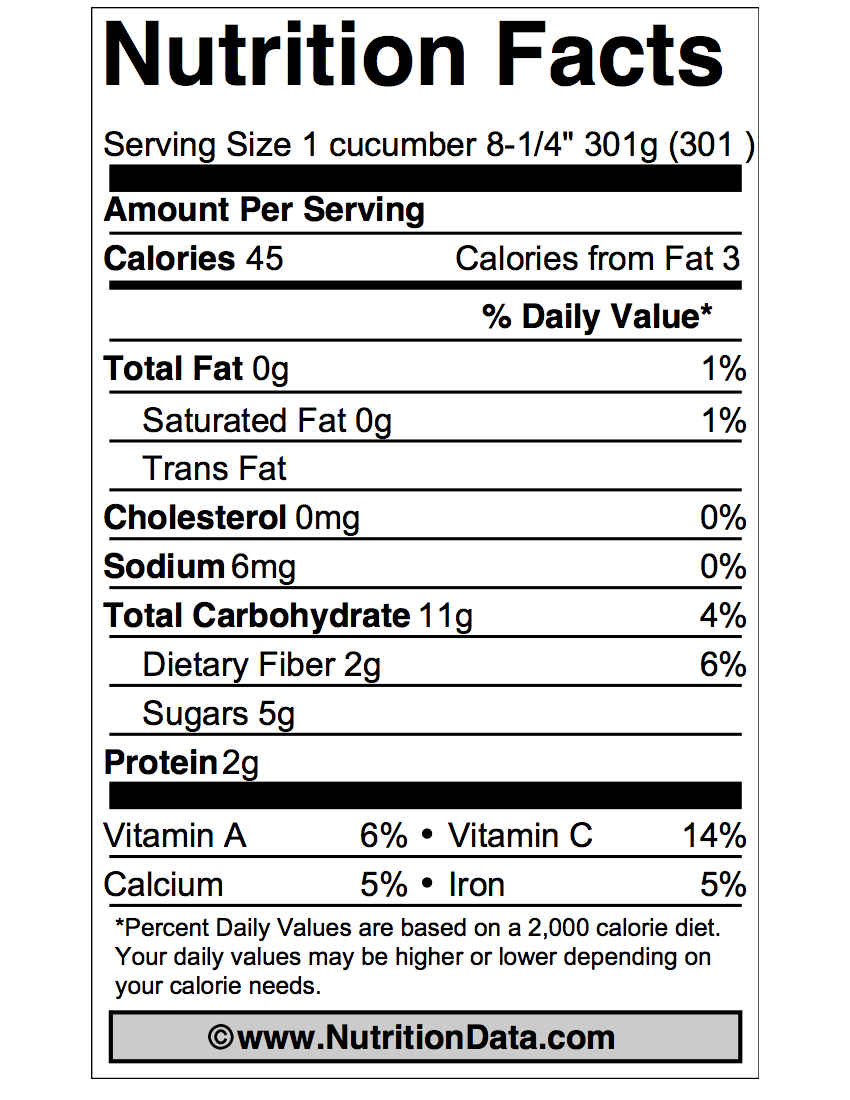 Nutrition Facts
Serving Size 1 cucumber 8-1/4" 301g (301 )
Amount Per Serving
Calories 45 Calories from Fat 3
% Daily Value*
Total Fat 0g 1%
Saturated Fat 0g 1%
Trans Fat
Cholesterol 0mg 0%
Sodium 6mg 0%
Total Carbohydrate 11g 4%
Dietary Fiber 2g 6%
Sugars 5g
Protein 2g
Vitamin A 6% • Vitamin C 14%
Calcium 5% • Iron 5%
*Percent Daily Values are based on a 2,000 calorie diet.
Your daily values may be higher or lower depending on
your calorie needs.
©www.NutritionData.com